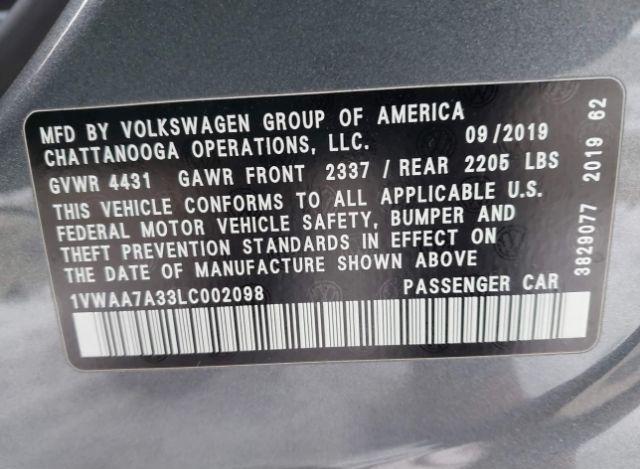 MFD BY VOLKSWAGEN GROUP OF AMERICA
CHATTANOOGA OPERATIONS, LLC. 09/2019
GVWR 4431 GAWR FRONT 2337 / REAR 2205 LBS
THIS VEHICLE CONFORMS TO ALL APPLICABLE U.S.
FEDERAL MOTOR VEHICLE SAFETY, BUMPER AND
THEFT PREVENTION STANDARDS IN EFFECT ON
THE DATE OF MANUFACTURE SHOWN ABOVE
1VWAA7A33LC002098 PASSENGER CAR
3829077 2019 62